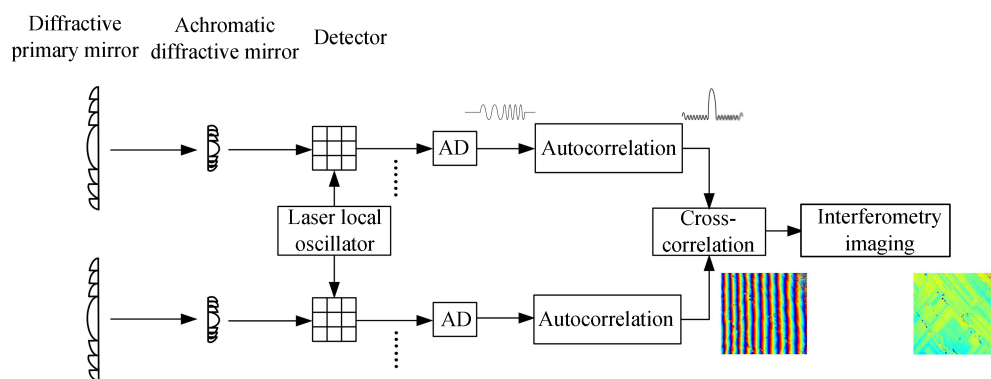 Diffractive
primary mirror
Achromatic
diffractive mirror
Detector
AD
Autocorrelation
Laser local
oscillator
Cross-
correlation
Interferometry
imaging
AD
Autocorrelation